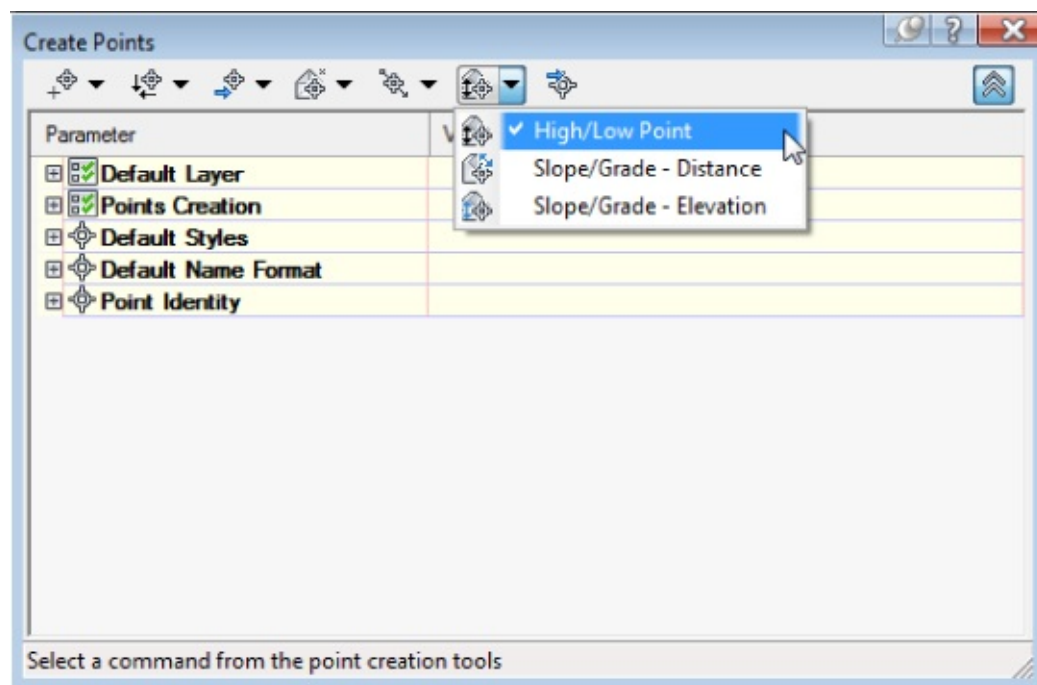 Create Points
Parameter
V
High/Low Point
Default Layer
Slope/Grade - Distance
Points Creation
Slope/Grade - Elevation
Default Styles
Default Name Format
Point Identity
Select a command from the point creation tools